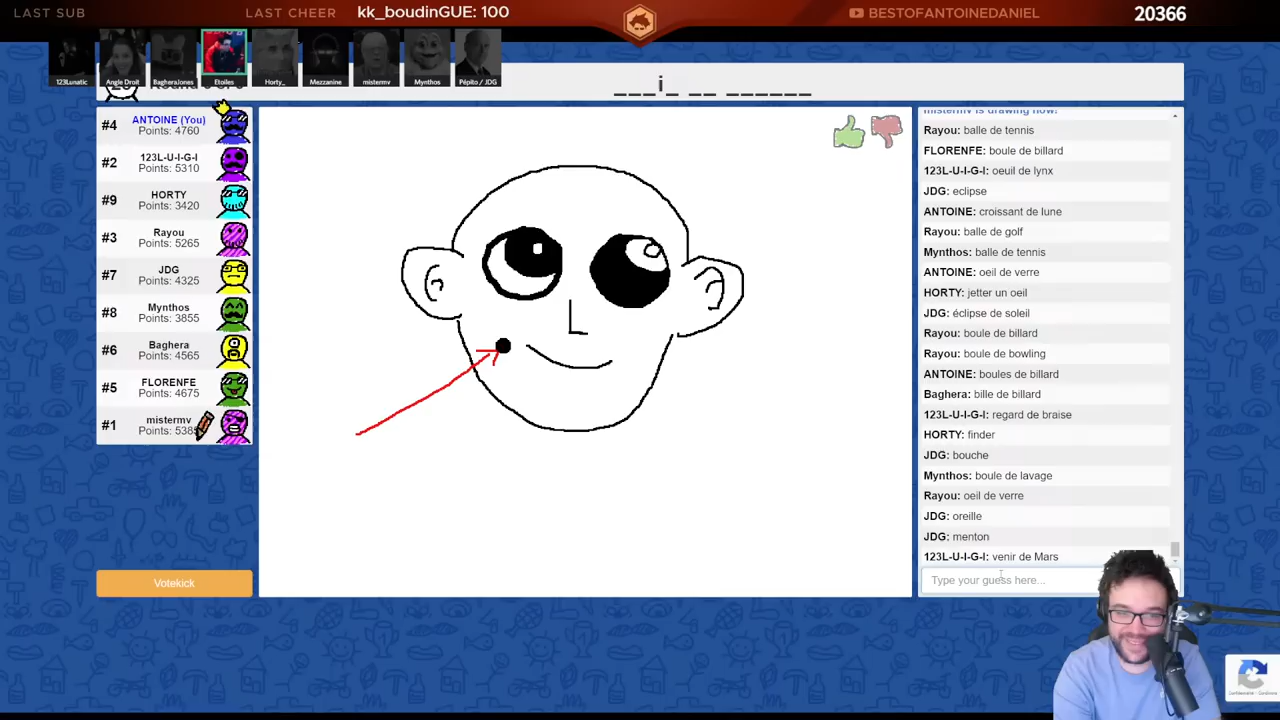 LAST SUB
LAST CHEER
kk_boudinGUE: 100
BESTOFANTOINEDANIEL
20366
123Lunatic
Angle Droit
BagheraJones
Etoiles
Horty_
Mezzanine
mistermv
Mynthos
Pépito / JDG
___i_ __ ______
#4
ANTOINE (You)
Points: 4760
#2
123L-U-I-G-I
Points: 5310
#9
HORTY
Points: 3420
#3
Rayou
Points: 5265
#7
JDG
Points: 4325
#8
Mynthos
Points: 3855
#6
Baghera
Points: 4565
#5
FLORENFE
Points: 4675
#1
mistermv
Votekick
mistermv is drawing now!
Rayou: balle de tennis
FLORENFE: boule de billard
123L-U-I-G-I: oeuil de lynx
JDG: eclipse
ANTOINE: croissant de lune
Rayou: balle de golf
Mynthos: balle de tennis
ANTOINE: oeil de verre
HORTY: jetter un oeil
JDG: éclipse de soleil
Rayou: boule de billard
Rayou: boule de bowling
ANTOINE: boules de billard
Baghera: bille de billard
123L-U-I-G-I: regard de braise
HORTY: finder
JDG: bouche
Mynthos: boule de lavage
Rayou: oeil de verre
JDG: oreille
JDG: menton
123L-U-I-G-I: venir de Mars
Type your guess here...